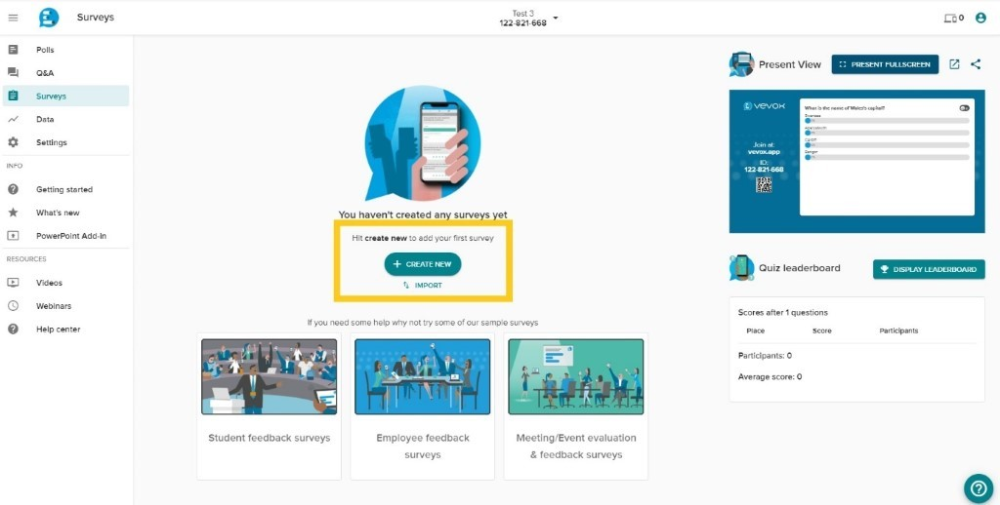 Surveys
Test 3
122-821-668
0
Polls
Q&A
Surveys
Data
Settings
INFO
Getting started
What's new
PowerPoint Add-in
RESOURCES
Videos
Webinars
Help center
You haven't created any surveys yet
Hit create new to add your first survey
+ CREATE NEW
IMPORT
If you need some help why not try some of our sample surveys
Student feedback surveys
Employee feedback
surveys
Meeting/Event evaluation
& feedback surveys
Present View
PRESENT FULLSCREEN
vevox
Join at:
vevox.app
ID:
122-821-668
What is the name of Wales's capital?
Swansea
Cardiff
Bangor
Quiz leaderboard
DISPLAY LEADERBOARD
Scores after 1 questions
Place Score Participants
Participants: 0
Average score: 0